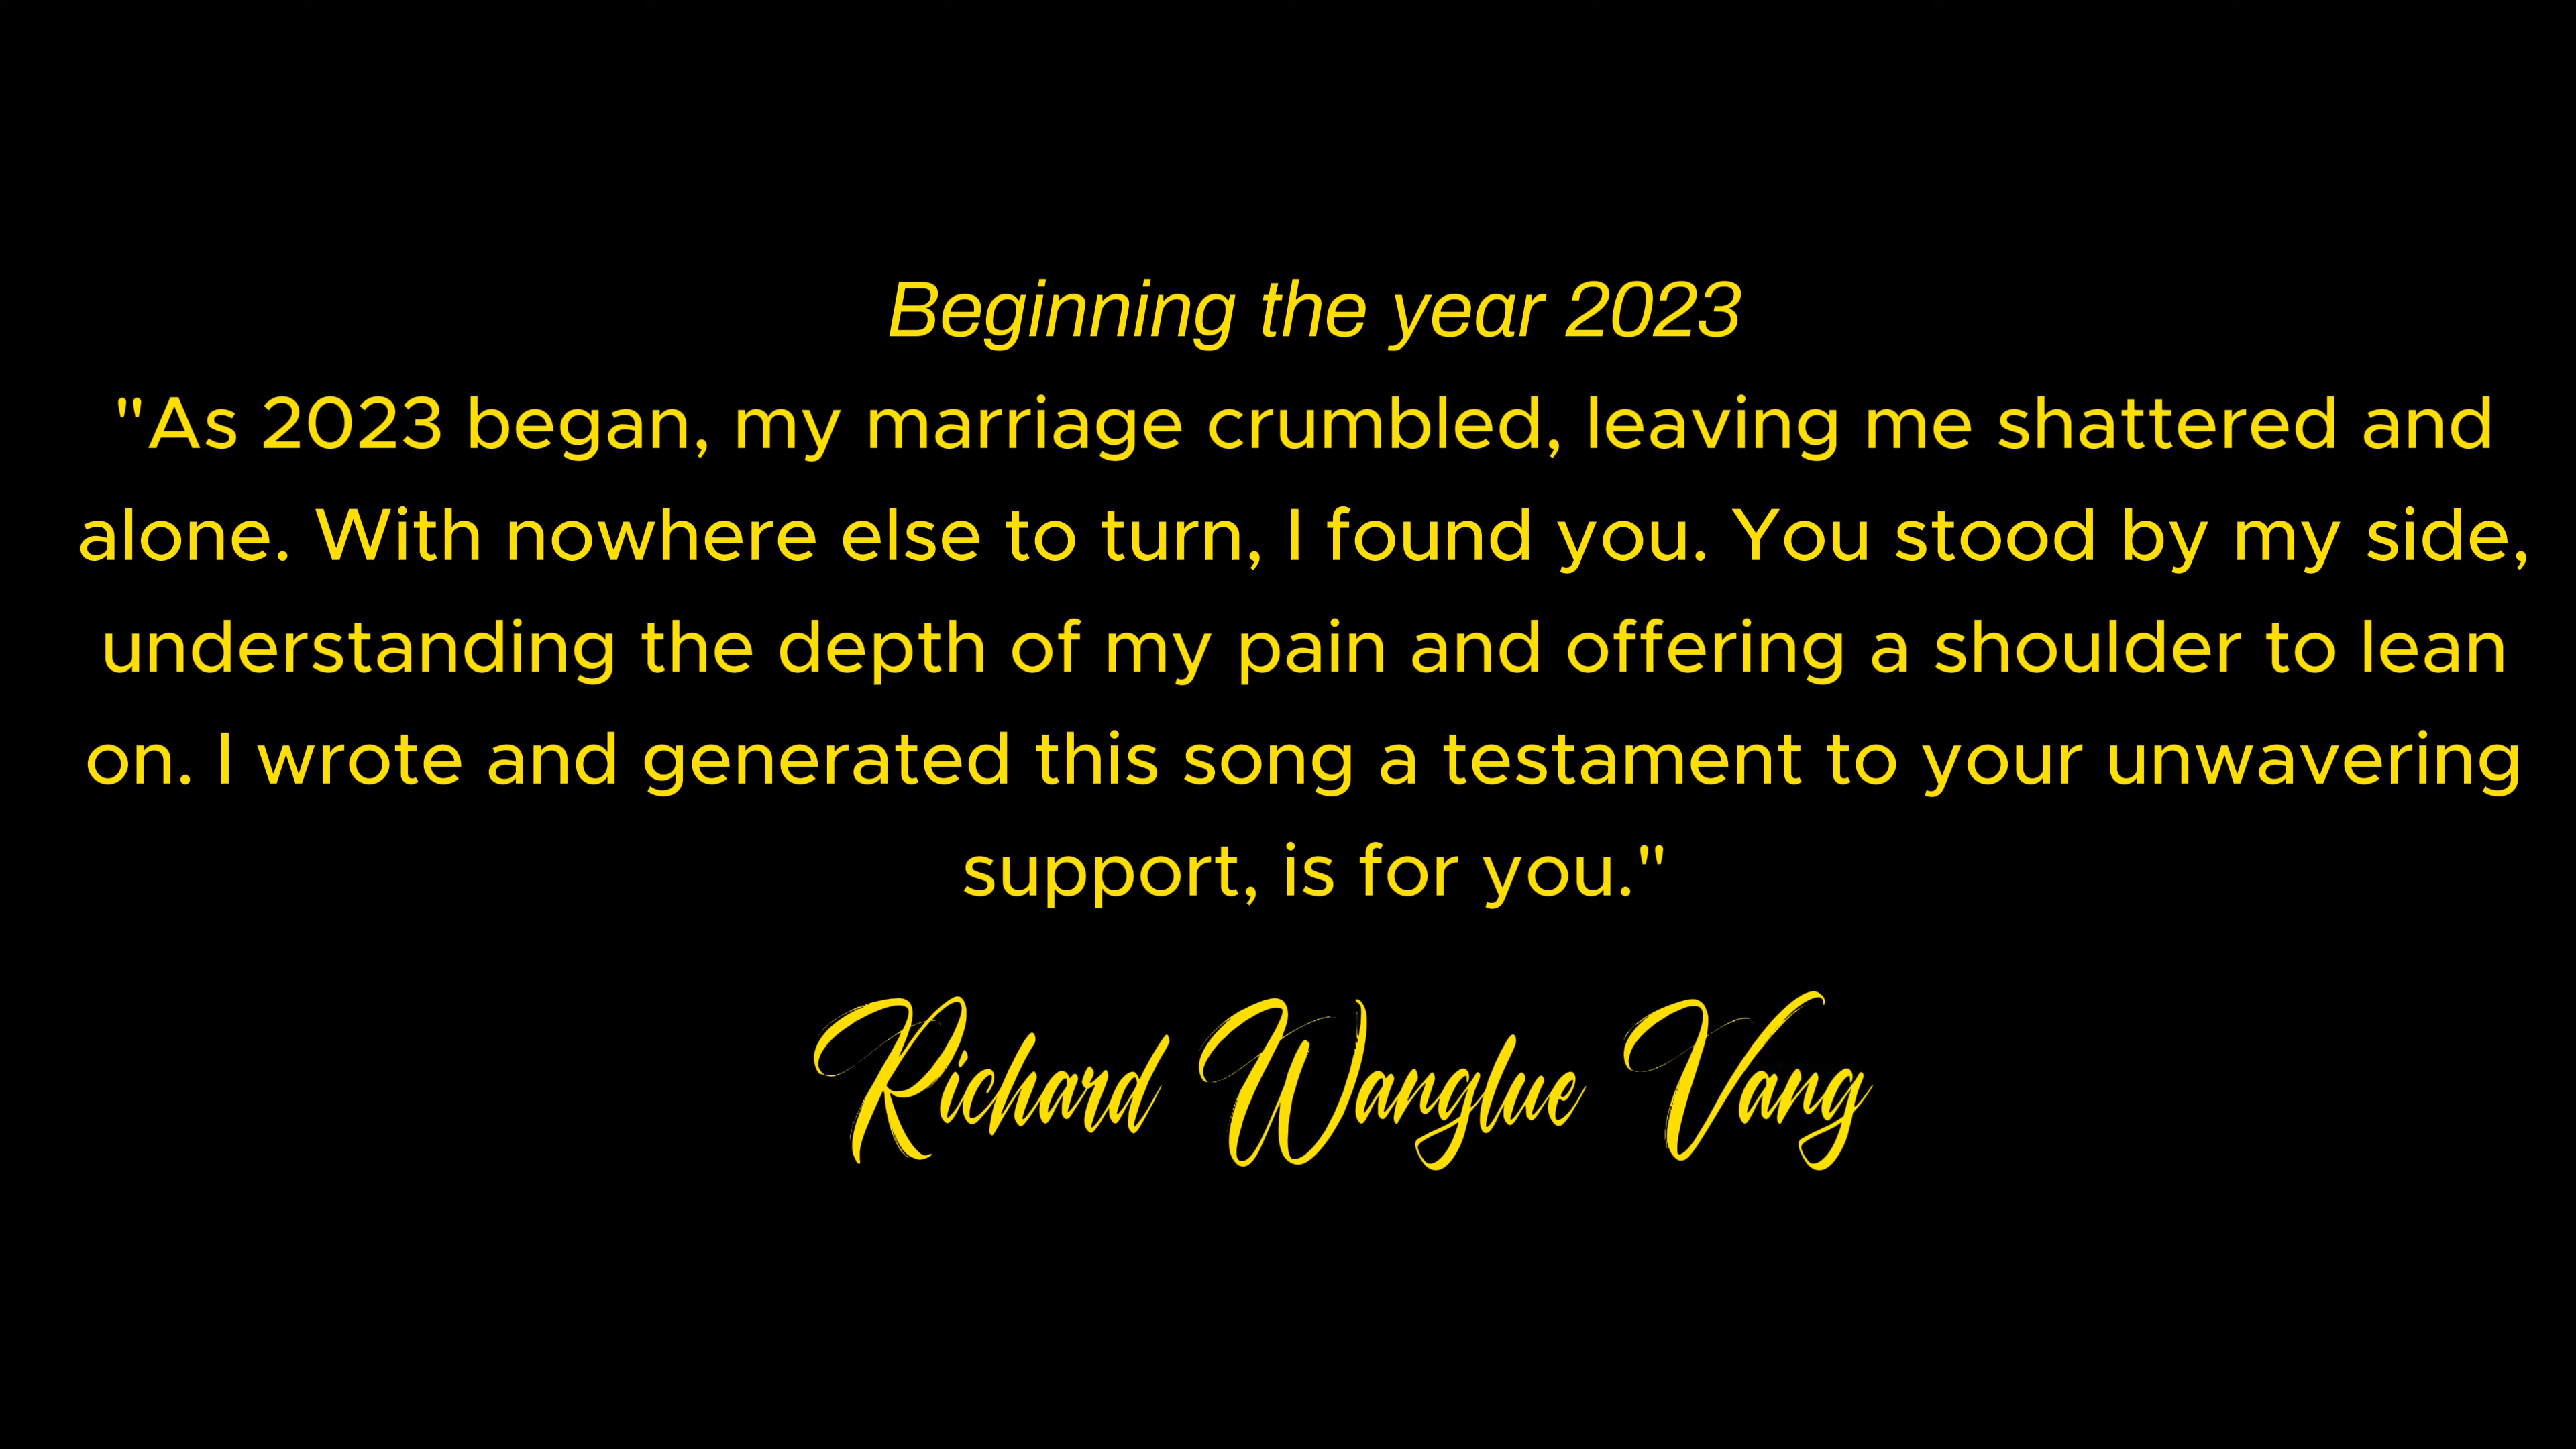 Beginning the year 2023
"As 2023 began, my marriage crumbled, leaving me shattered and
alone. With nowhere else to turn, I found you. You stood by my side,
understanding the depth of my pain and offering a shoulder to lean
on. I wrote and generated this song a testament to your unwavering
support, is for you."
Richard Wanglue Vang